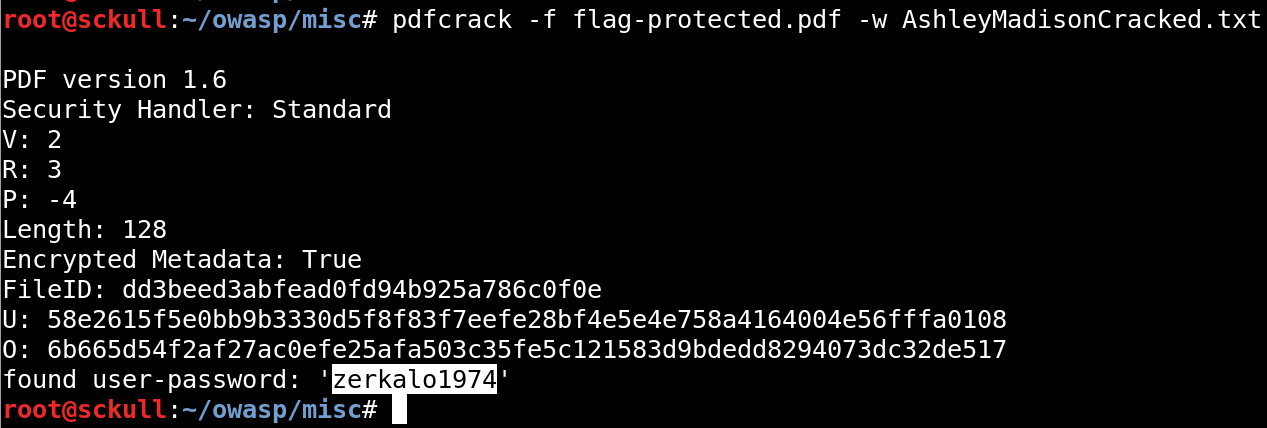 root@sckull:~/owasp/misc# pdfcrack -f flag-protected.pdf -w AshleyMadisonCracked.txt
PDF version 1.6
Security Handler: Standard
V: 2
R: 3
P: -4
Length: 128
Encrypted Metadata: True
FileID: dd3beed3abfead0fd94b925a786c0f0e
U: 58e2615f5e0bb9b3330d5f8f83f7eefe28bf4e5e4e758a4164004e56fffa0108
O: 6b665d54f2af27ac0efe25afa503c35fe5c121583d9bdedd8294073dc32de517
found user-password: 'zerkalo1974'
root@sckull:~/owasp/misc#